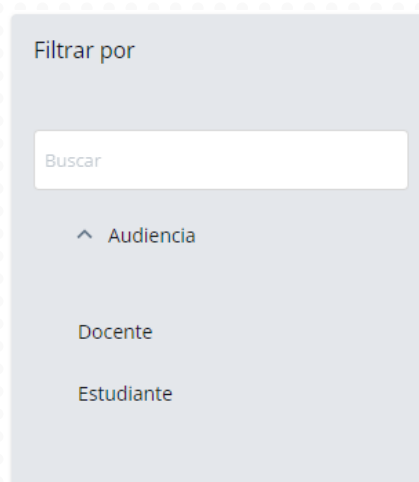 Filtrar por
Buscar
Audiencia
Docente
Estudiante